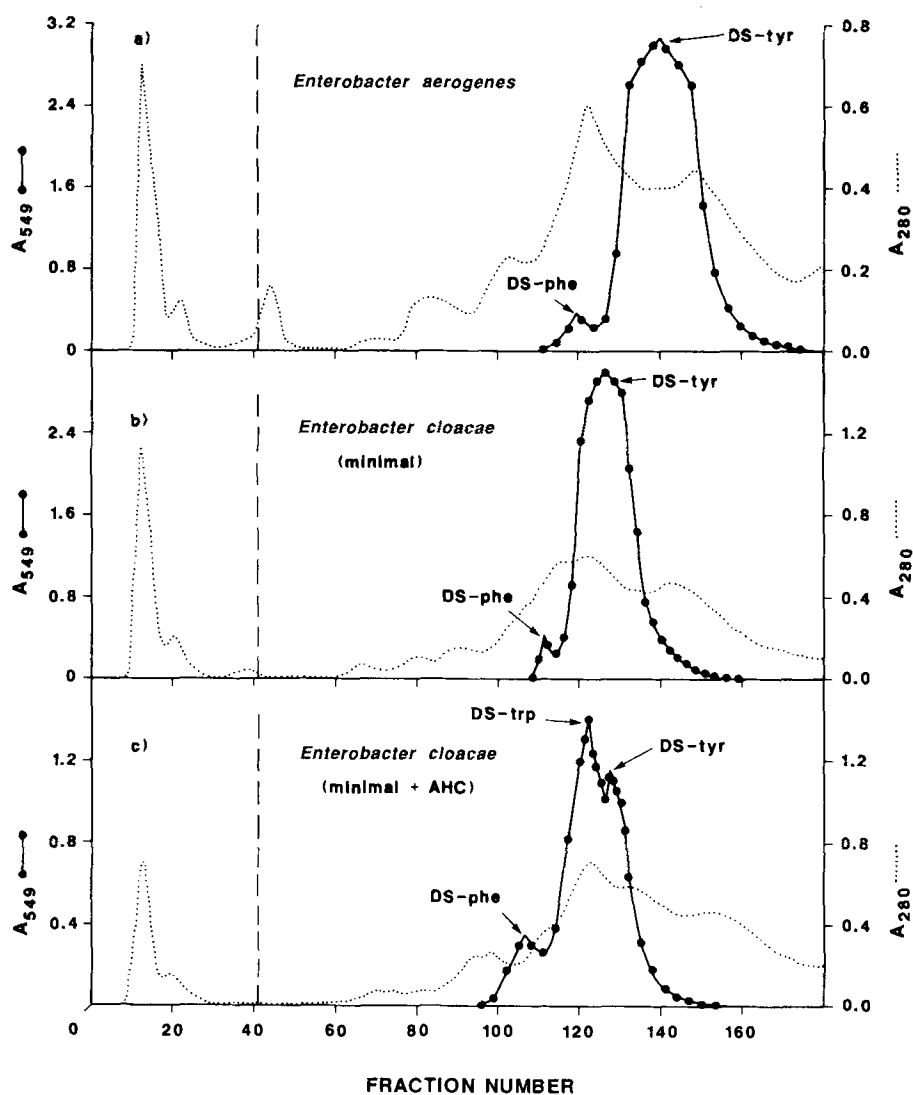 3.2
2.4
1.6
0.8
0
A549
a)
Enterobacter aerogenes
DS-tyr
DS-phe
0.8
0.6
0.4
0.2
0.0
A280
2.4
1.6
0.8
0
A549
b)
Enterobacter cloacae
(minimal)
DS-tyr
DS-phe
1.2
0.8
0.4
0.0
A280
1.2
0.8
0.4
A549
c)
Enterobacter cloacae
(minimal + AHC)
DS-trp
DS-tyr
DS-phe
1.2
0.8
0.4
0.0
A280
0 20 40 60 80 100 120 140 160
FRACTION NUMBER